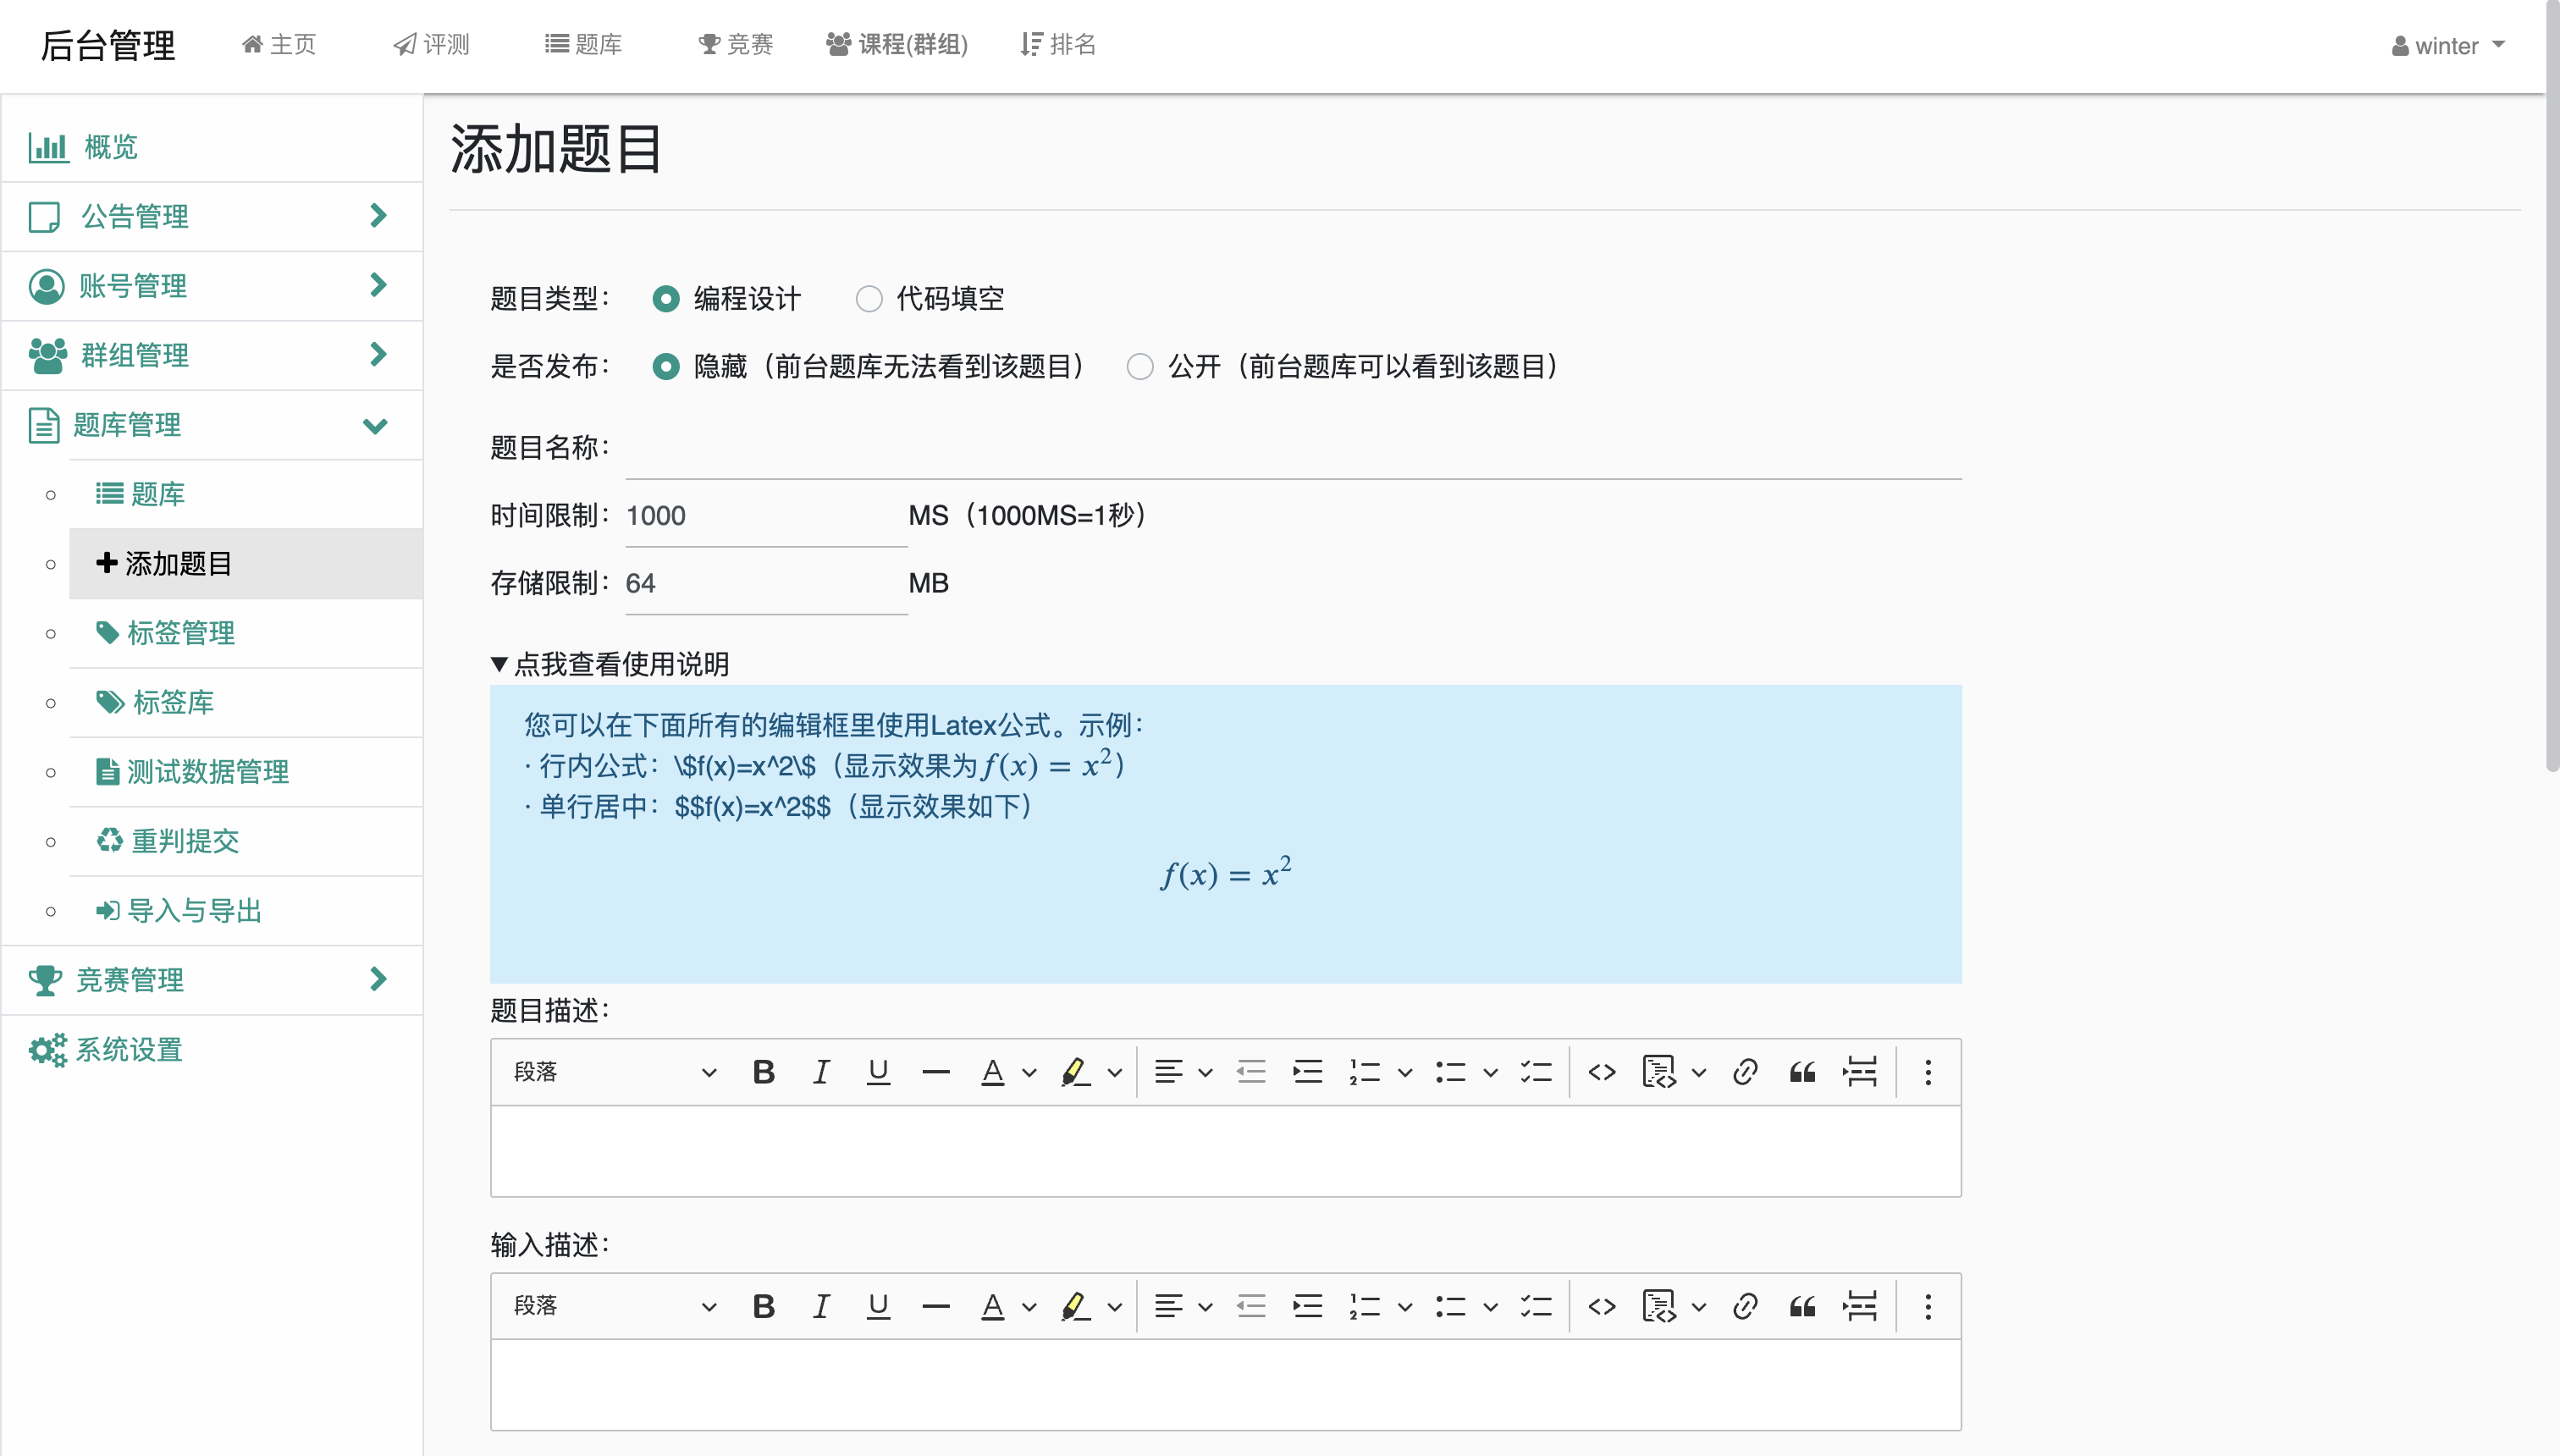 后台管理 主页 评测 题库 竞赛 课程(群组) 排名 winter
概览
公告管理
账号管理
群组管理
题库管理
题库
添加题目
标签管理
标签库
测试数据管理
重判提交
导入与导出
竞赛管理
系统设置
添加题目
题目类型： 编程设计 代码填空
是否发布： 隐藏（前台题库无法看到该题目） 公开（前台题库可以看到该题目）
题目名称：
时间限制： 1000 MS（1000MS=1秒）
存储限制： 64 MB
▼点我查看使用说明
您可以在下面所有的编辑框里使用Latex公式。示例：
· 行内公式：\$f(x)=x^2\$（显示效果为f(x) = x²）
· 单行居中：$$f(x)=x^2$$（显示效果如下）
f(x) = x²
题目描述：
段落
输入描述：
段落